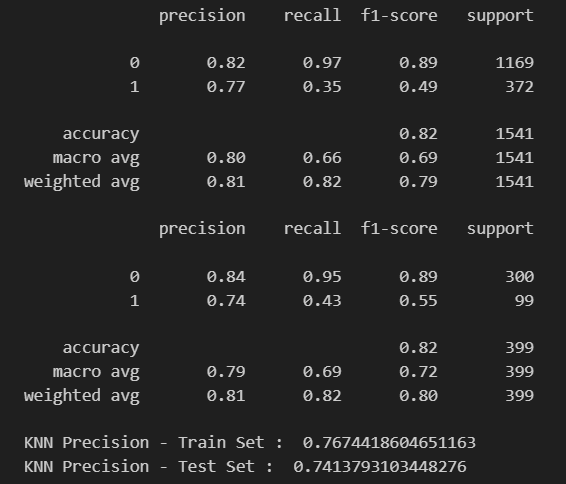 precision recall f1-score support
0 0.82 0.97 0.89 1169
1 0.77 0.35 0.49 372
accuracy 0.82 1541
macro avg 0.80 0.66 0.69 1541
weighted avg 0.81 0.82 0.79 1541
precision recall f1-score support
0 0.84 0.95 0.89 300
1 0.74 0.43 0.55 99
accuracy 0.82 399
macro avg 0.79 0.69 0.72 399
weighted avg 0.81 0.82 0.80 399
KNN Precision - Train Set : 0.7674418604651163
KNN Precision - Test Set : 0.7413793103448276